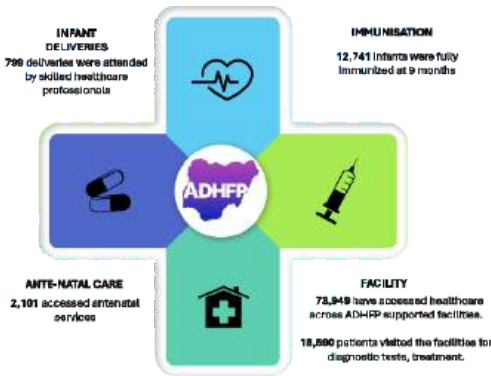 INFANT
DELIVERIES
799 deliveries were attended
by skilled healthcare
professionals
IMMUNISATION
12,741 infants were fully
immunized at 9 months
ADHFP
ANTE-NATAL CARE
2,101 accessed antenatal
services
FACILITY
73,949 have accessed healthcare
across ADHFP supported facilities.
18,590 patients visited the facilities for
diagnostic tests, treatment.